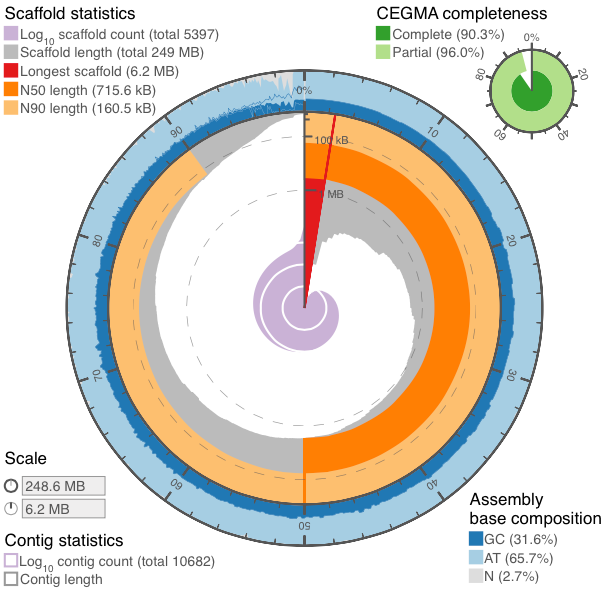 Scaffold statistics
Log10 scaffold count (total 5397)
Scaffold length (total 249 MB)
Longest scaffold (6.2 MB)
N50 length (715.6 kB)
N90 length (160.5 kB)
CEGMA completeness
Complete (90.3%)
Partial (96.0%)
0%
20
40
60
80
0%
10
20
30
40
50
60
70
80
90
100 kB
MB
Scale
248.6 MB
6.2 MB
Contig statistics
Log10 contig count (total 10682)
Contig length
Assembly
base composition
GC (31.6%)
AT (65.7%)
N (2.7%)